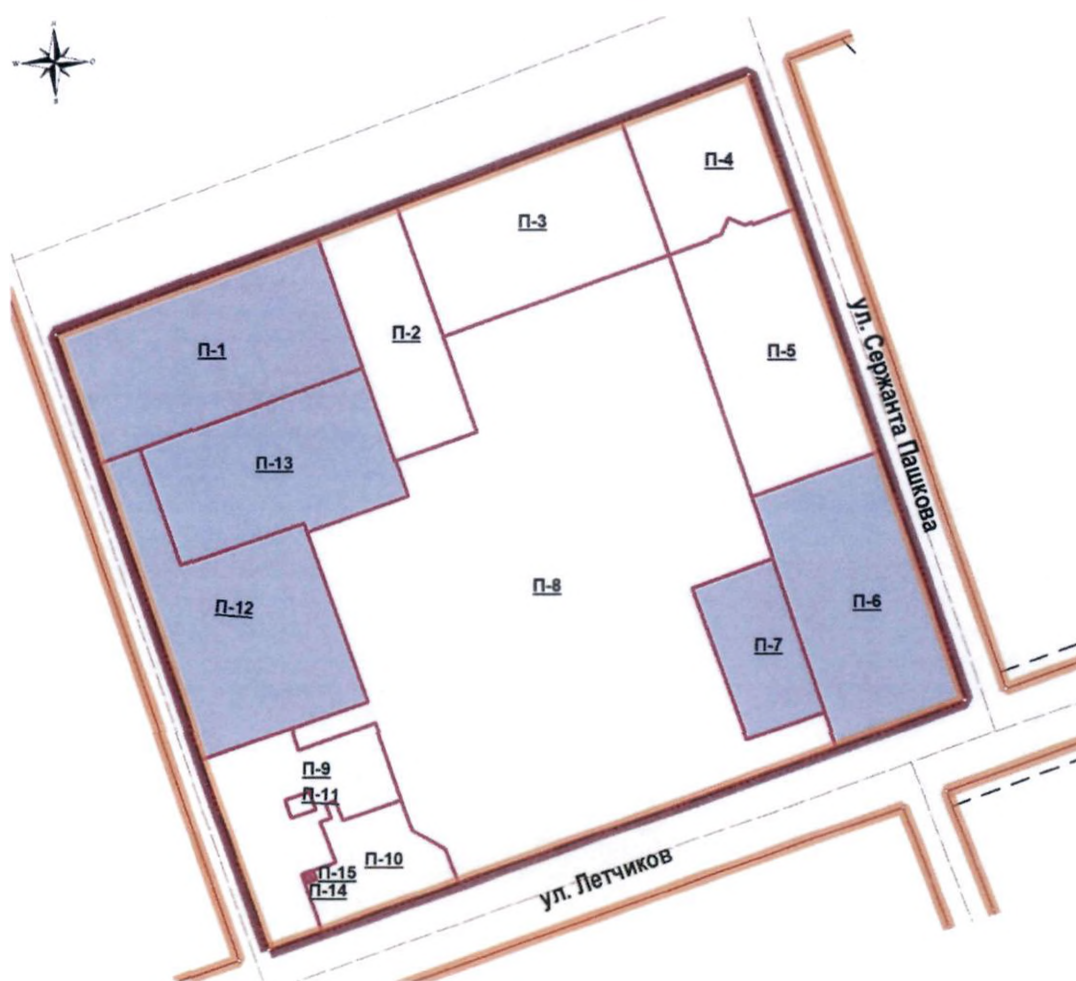 П-4
П-3
П-2
П-1
П-5
ул. Сержанта Пашкова
П-13
П-8
П-6
П-12
П-7
П-9
П-11
П-10
П-15
П-14
ул. Летчиков